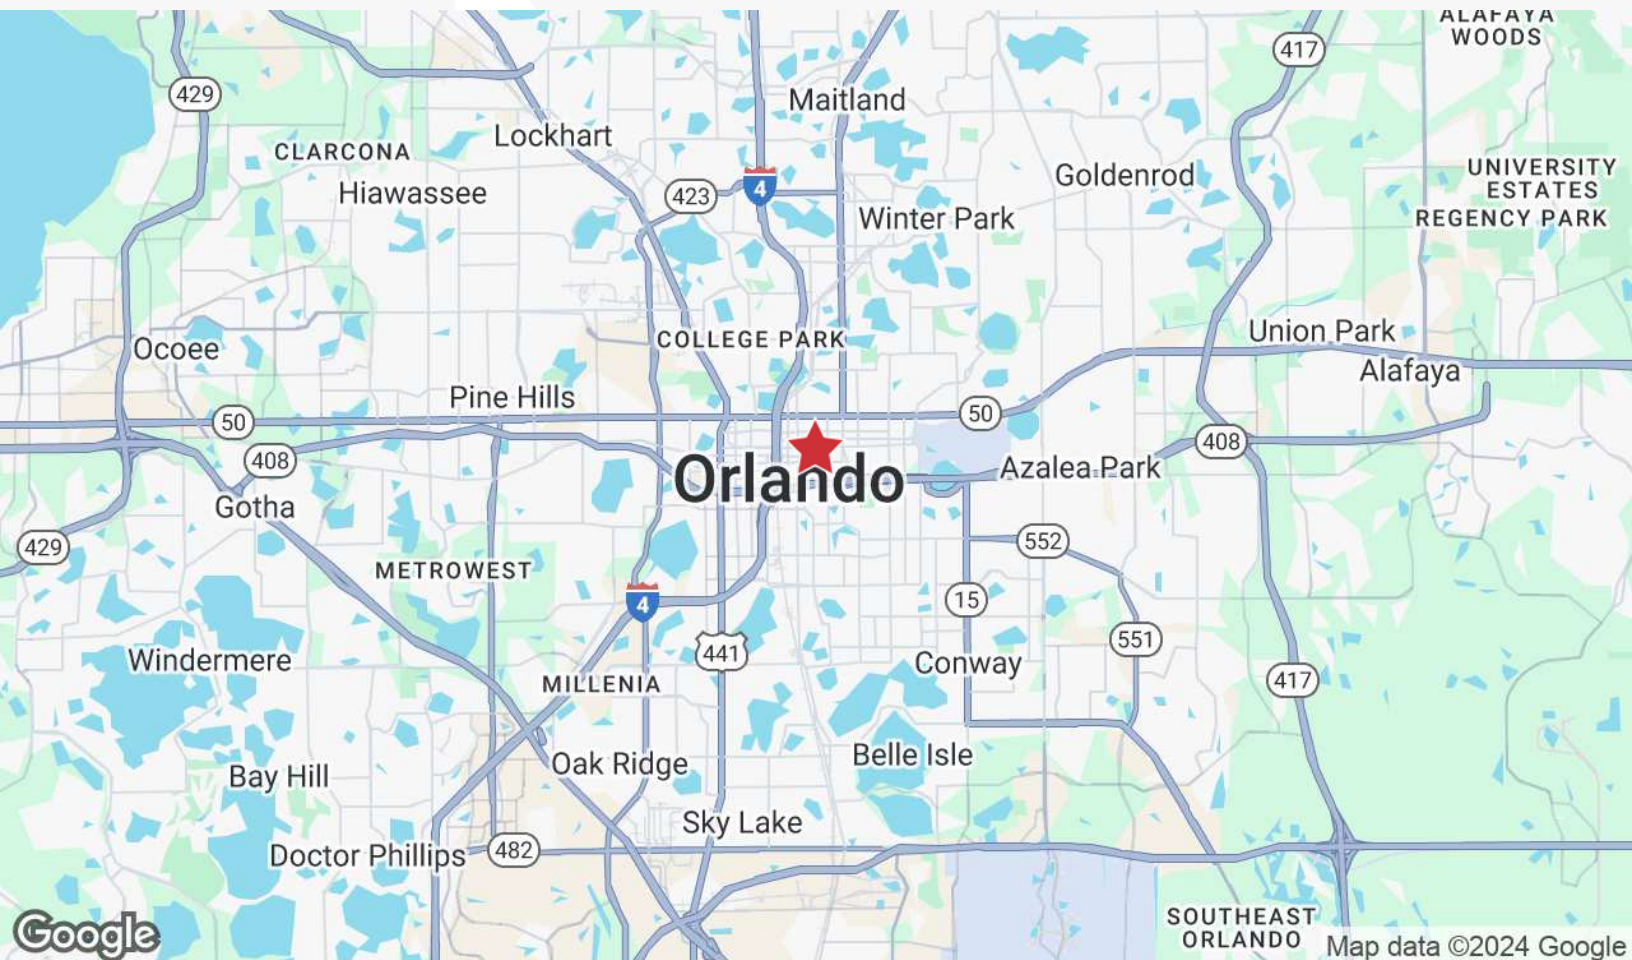 ALAFAYA
WOODS
417
429
Maitland
Lockhart
CLARCONA
Hiawassee
423
4
Goldenrod
UNIVERSITY
ESTATES
REGENCY PARK
Winter Park
Ocoee
COLLEGE PARK
Union Park
Alafaya
Pine Hills
50
50
408
408
Orlando
Azalea Park
Gotha
429
552
METROWEST
4
15
441
551
Windermere
Conway
MILLENIA
417
Bay Hill
Oak Ridge
Belle Isle
Sky Lake
Doctor Phillips
482
SOUTHEAST
ORLANDO
Google
Map data ©2024 Google